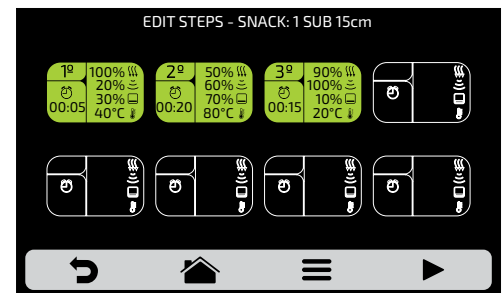 EDIT STEPS - SNACK: 1 SUB 15cm
1º 100% 20% 30% 40°C 00:05
2º 50% 60% 70% 80°C 00:20
3º 90% 100% 10% 20°C 00:15